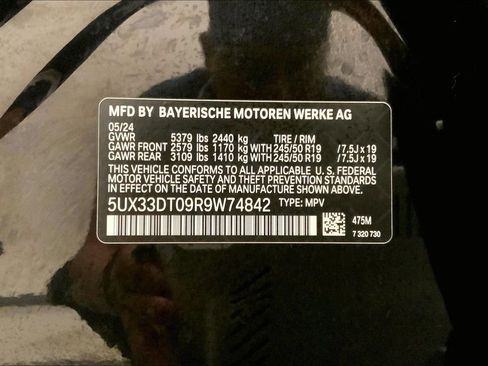 MFD BY BAYERISCHE MOTOREN WERKE AG
05/24
GVWR 5379 lbs 2440 kg TIRE / RIM
GAWR FRONT 2579 lbs 1170 kg WITH 245/50 R19 /7.5J x 19
GAWR REAR 3109 lbs 1410 kg WITH 245/50 R19 /7.5J x 19
THIS VEHICLE CONFORMS TO ALL APPLICABLE U.S. FEDERAL
MOTOR VEHICLE SAFETY STANDARDS IN EFFECT ON THE
DATE OF MANUFACTURE SHOWN ABOVE.
5UX33DT09R9W74842 TYPE: MPV
475M
7 320 730